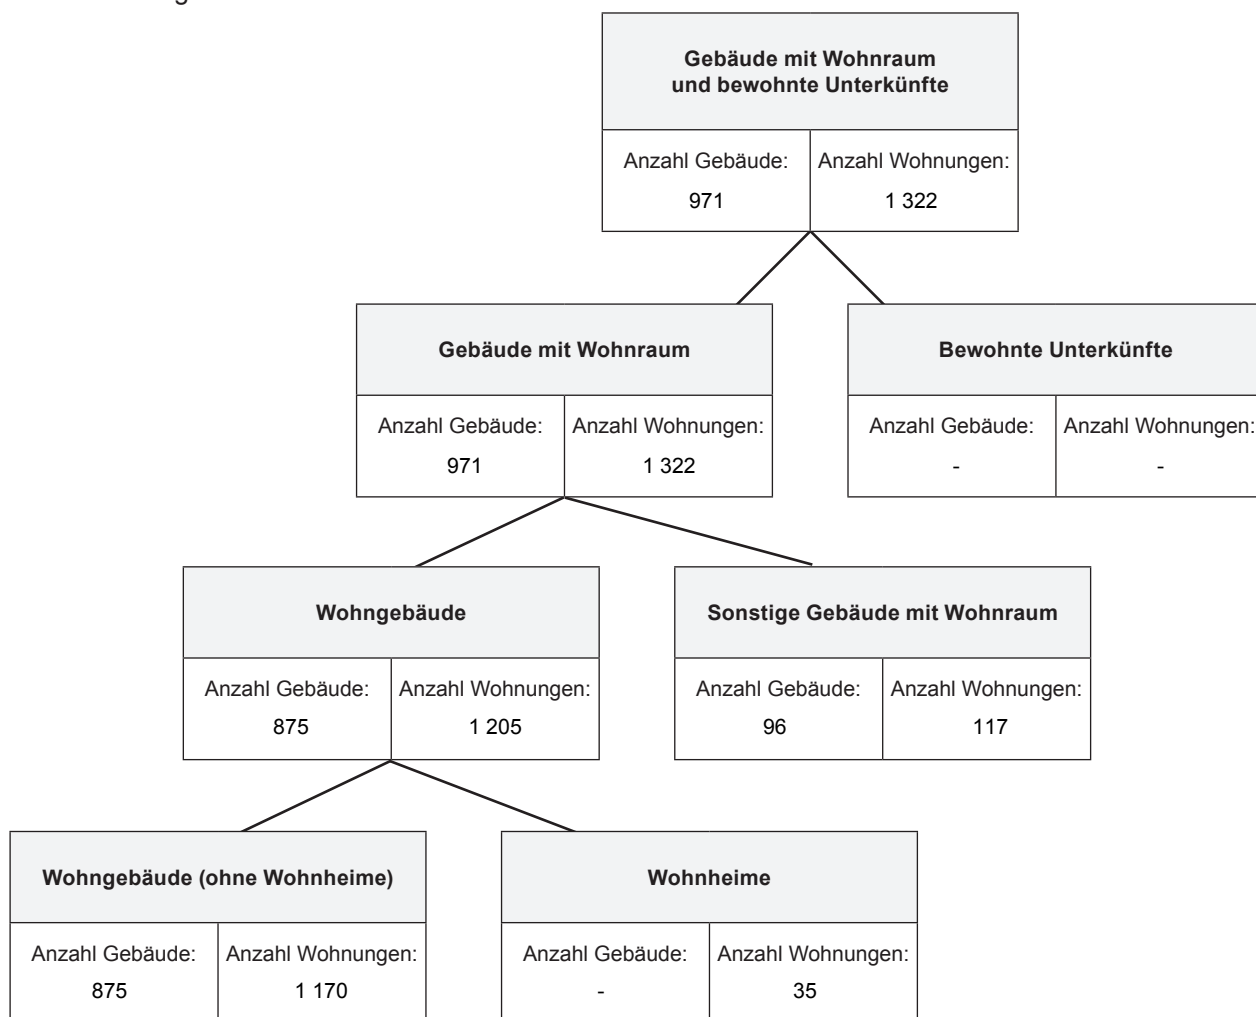 Gebäude mit Wohnraum
und bewohnte Unterkünfte
Anzahl Gebäude: Anzahl Wohnungen:
971 1 322
Gebäude mit Wohnraum
Anzahl Gebäude: Anzahl Wohnungen:
971 1 322
Bewohnte Unterkünfte
Anzahl Gebäude: Anzahl Wohnungen:
- -
Wohngebäude
Anzahl Gebäude: Anzahl Wohnungen:
875 1 205
Sonstige Gebäude mit Wohnraum
Anzahl Gebäude: Anzahl Wohnungen:
96 117
Wohngebäude (ohne Wohnheime)
Anzahl Gebäude: Anzahl Wohnungen:
875 1 170
Wohnheime
Anzahl Gebäude: Anzahl Wohnungen:
- 35